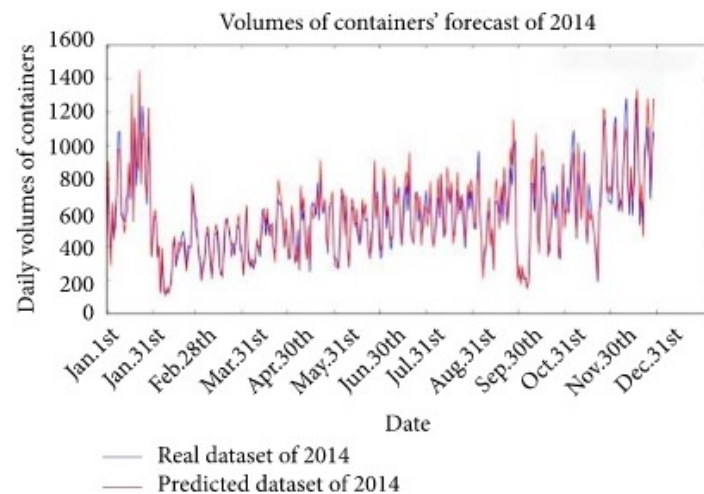 Volumes of containers' forecast of 2014
Daily volumes of containers
1600
1400
1200
1000
800
600
400
200
0
Jan.1st
Jan.31st
Feb.28th
Mar.31st
Apr.30th
May.31st
Jun.30th
Jul.31st
Aug.31st
Sep.30th
Oct.31st
Nov.30th
Dec.31st
Date
Real dataset of 2014
Predicted dataset of 2014